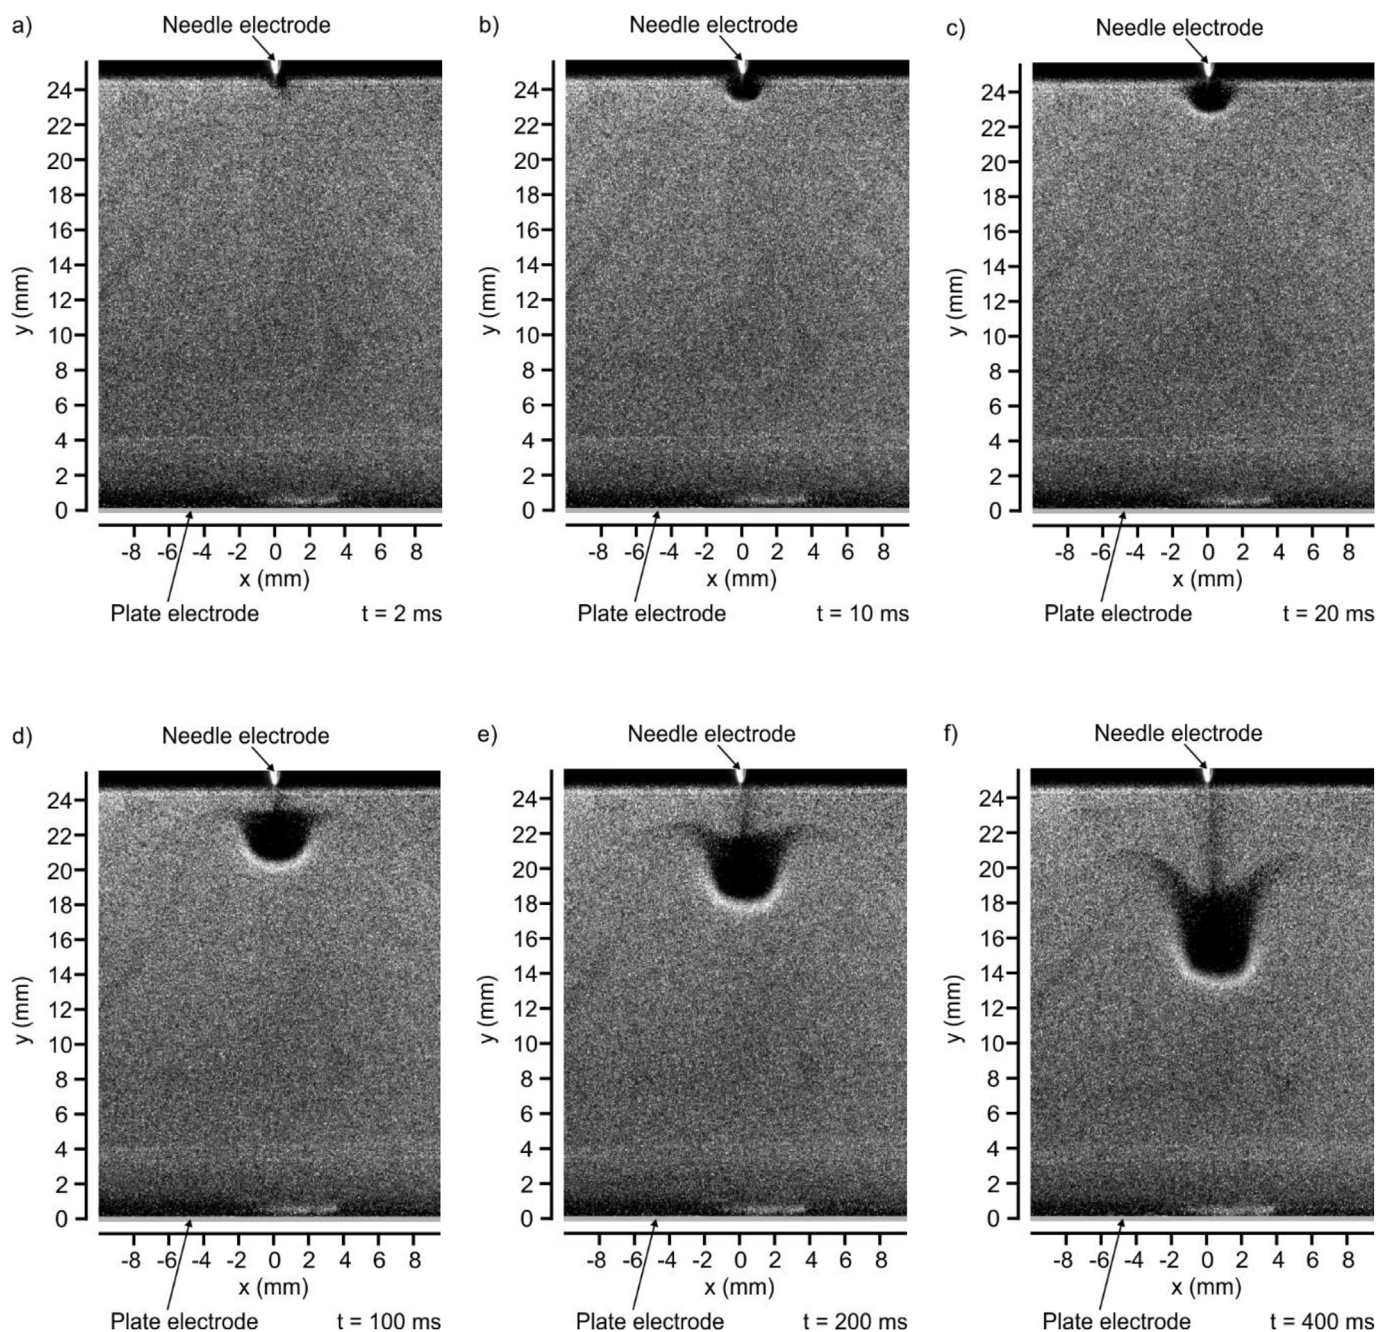 a)
Needle electrode
24
22
20
18
16
14
12
10
8
6
4
2
0
y (mm)
-8 -6 -4 -2 0 2 4 6 8
x (mm)
Plate electrode
t = 2 ms
b)
Needle electrode
24
22
20
18
16
14
12
10
8
6
4
2
0
y (mm)
-8 -6 -4 -2 0 2 4 6 8
x (mm)
Plate electrode
t = 10 ms
c)
Needle electrode
24
22
20
18
16
14
12
10
8
6
4
2
0
y (mm)
-8 -6 -4 -2 0 2 4 6 8
x (mm)
Plate electrode
t = 20 ms
d)
Needle electrode
24
22
20
18
16
14
12
10
8
6
4
2
0
y (mm)
-8 -6 -4 -2 0 2 4 6 8
x (mm)
Plate electrode
t = 100 ms
e)
Needle electrode
24
22
20
18
16
14
12
10
8
6
4
2
0
y (mm)
-8 -6 -4 -2 0 2 4 6 8
x (mm)
Plate electrode
t = 200 ms
f)
Needle electrode
24
22
20
18
16
14
12
10
8
6
4
2
0
y (mm)
-8 -6 -4 -2 0 2 4 6 8
x (mm)
Plate electrode
t = 400 ms